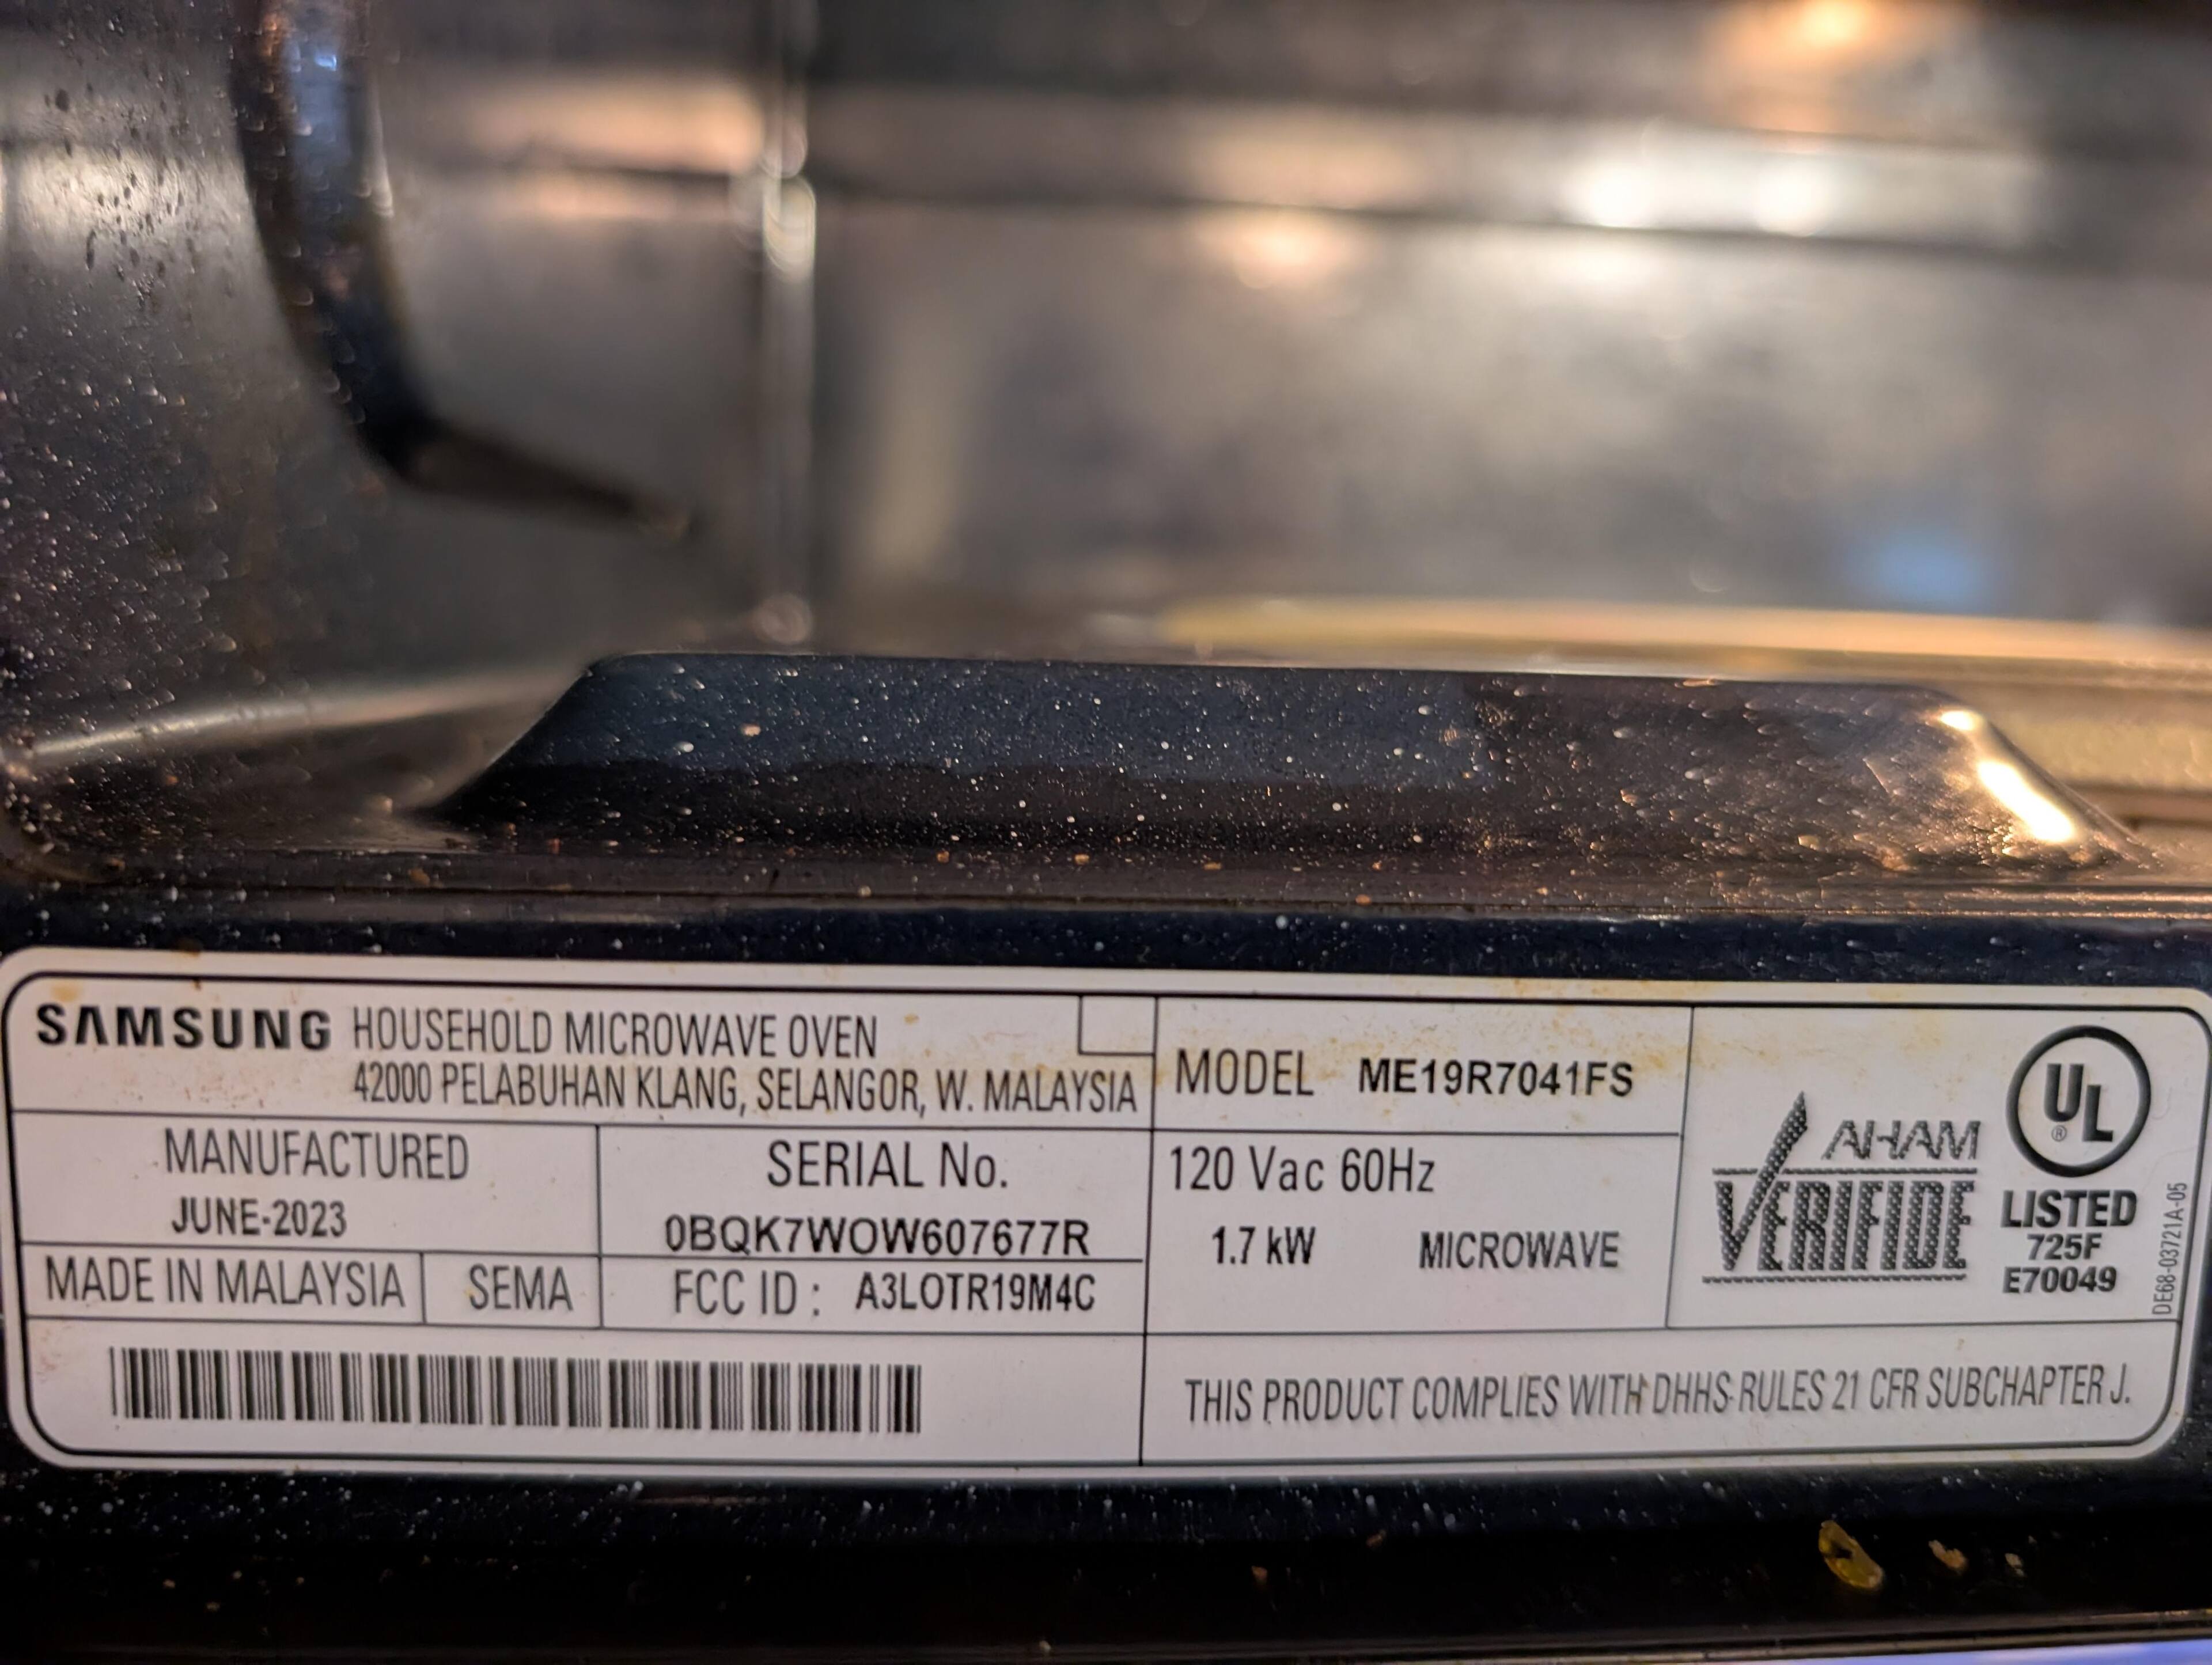 SAMSUNG HOUSEHOLD MICROWAVE OVEN
42000 PELABUHAN KLANG, SELANGOR, W. MALAYSIA
MANUFACTURED
JUNE-2023
SERIAL No.
0BQK7WOW607677R
MADE IN MALAYSIA
SEMA
FCC ID : A3LOTR19M4C
MODEL ME19R7041FS
120 Vac 60Hz
1.7 kW MICROWAVE
AHAM
VERIFIDE
UL
®
LISTED
725F
E70049
DE68-03721A-05
THIS PRODUCT COMPLIES WITH DHHS RULES 21 CFR SUBCHAPTER J.